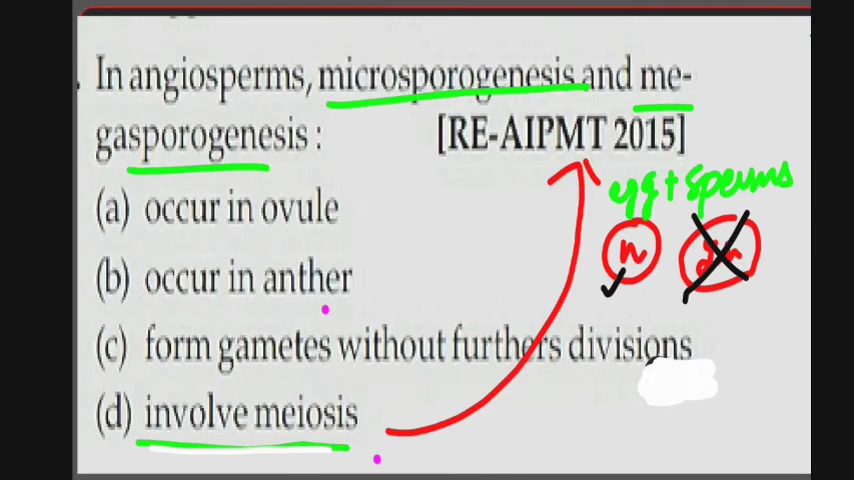 In angiosperms, microsporogenesis and me-
gasporogenesis : [RE-AIPMT 2015]
egg + sperms
(a) occur in ovule
n 2n
(b) occur in anther
(c) form gametes without furthers divisions
(d) involve meiosis